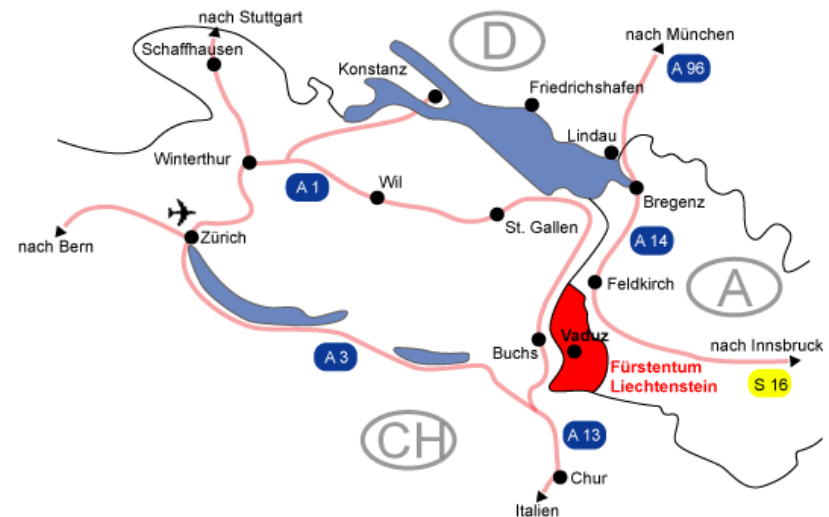 nach Stuttgart
D
nach München
Schaffhausen
Konstanz
A 96
Friedrichshafen
Lindau
Winterthur
A 1
Wil
Bregenz
St. Gallen
nach Bern
Zürich
A 14
Feldkirch
A
Buchs
Vaduz
nach Innsbruck
A 3
Fürstentum
Liechtenstein
S 16
CH
A 13
Chur
Italien